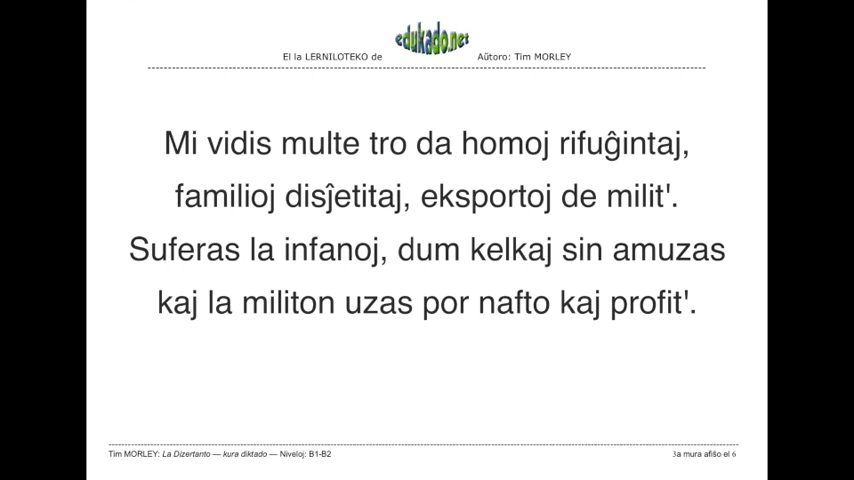 El la LERNILOTEKO de edukado.net Aŭtoro: Tim MORLEY
Mi vidis multe tro da homoj rifuĝintaj,
familioj disĵetitaj, eksportoj de milit'.
Suferas la infanoj, dum kelkaj sin amuzas
kaj la militon uzas por nafto kaj profit'.
Tim MORLEY: La Dizertanto — kura diktado — Niveloj: B1-B2 3a mura afiŝo el 6